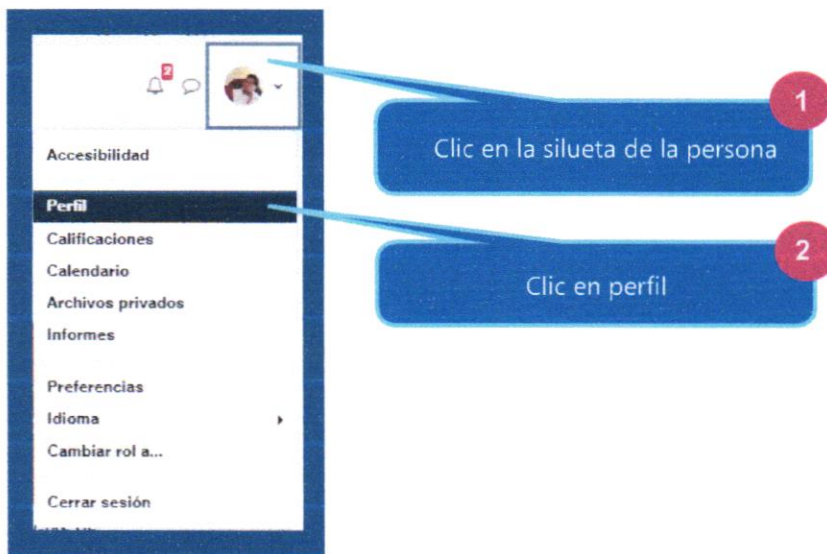 2
1
Clic en la silueta de la persona
Accesibilidad
Perfil
Calificaciones
2
Clic en perfil
Calendario
Archivos privados
Informes
Preferencias
Idioma
Cambiar rol a...
Cerrar sesión